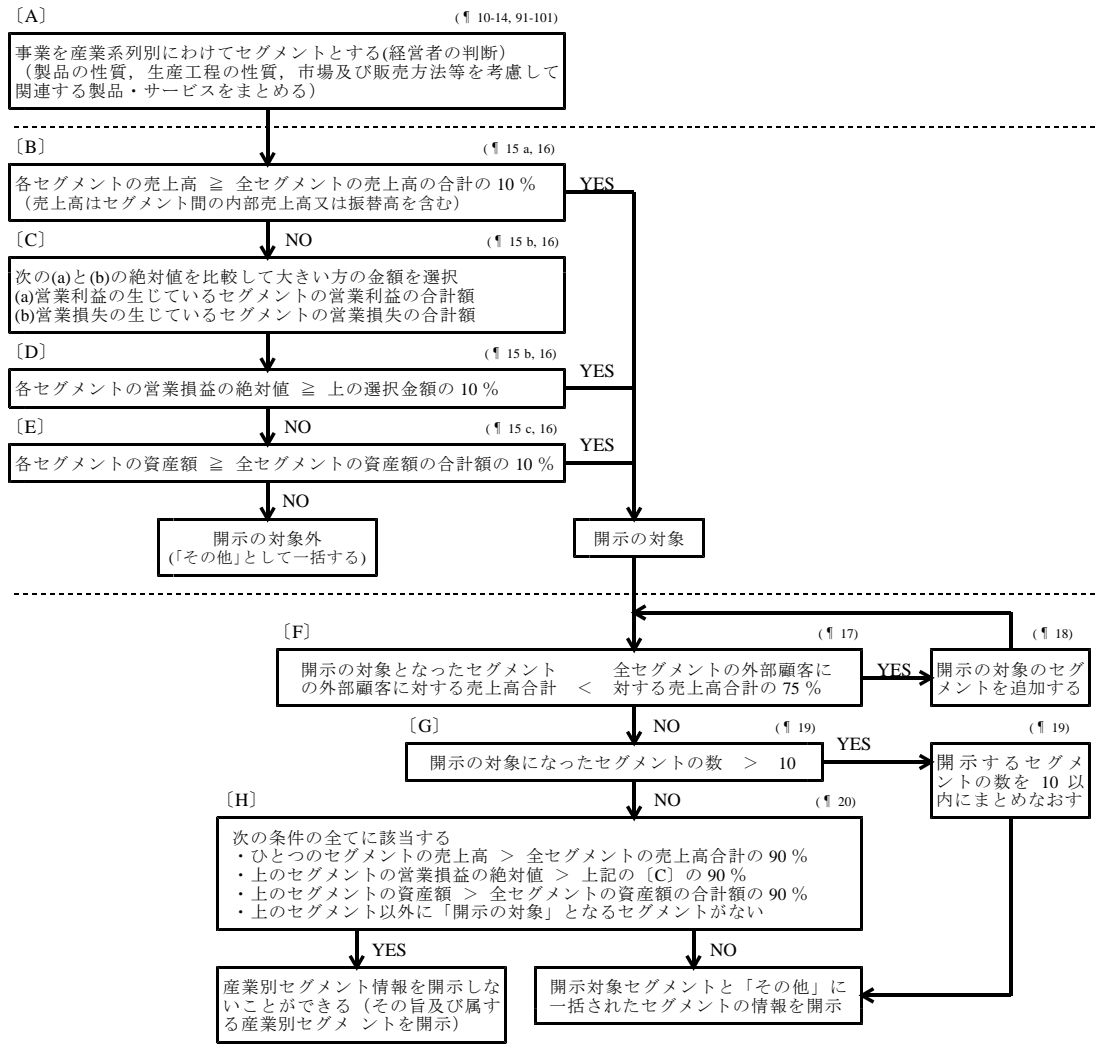 〔A〕
(¶ 10-14, 91-101)
事業を産業系列別にわけてセグメントとする(経営者の判断)
（製品の性質，生産工程の性質，市場及び販売方法等を考慮して
関連する製品・サービスをまとめる）
〔B〕
(¶ 15 a, 16)
各セグメントの売上高 ≧ 全セグメントの売上高の合計の 10 %
（売上高はセグメント間の内部売上高又は振替高を含む）
YES
NO
〔C〕
(¶ 15 b, 16)
次の(a)と(b)の絶対値を比較して大きい方の金額を選択
(a)営業利益の生じているセグメントの営業利益の合計額
(b)営業損失の生じているセグメントの営業損失の合計額
〔D〕
(¶ 15 b, 16)
各セグメントの営業損益の絶対値 ≧ 上の選択金額の 10 %
YES
NO
〔E〕
(¶ 15 c, 16)
各セグメントの資産額 ≧ 全セグメントの資産額の合計額の 10 %
YES
NO
開示の対象外
(「その他」として一括する)
開示の対象
〔F〕
(¶ 17)
開示の対象となったセグメント 全セグメントの外部顧客に
の外部顧客に対する売上高合計 < 対する売上高合計の 75 %
YES
(¶ 18)
開示の対象のセグ
メントを追加する
NO
〔G〕
(¶ 19)
開示の対象になったセグメントの数 > 10
YES
(¶ 19)
開示するセグメ
ントの数を 10 以
内にまとめなおす
NO
〔H〕
(¶ 20)
次の条件の全てに該当する
・ひとつのセグメントの売上高 > 全セグメントの売上高合計の 90 %
・上のセグメントの営業損益の絶対値 > 上記の〔C〕の 90 %
・上のセグメントの資産額 > 全セグメントの資産額の合計額の 90 %
・上のセグメント以外に「開示の対象」となるセグメントがない
YES
NO
産業別セグメント情報を開示しな
いことができる（その旨及び属す
る産業別セグメ ントを開示）
開示対象セグメントと「その他」に
一括されたセグメントの情報を開示